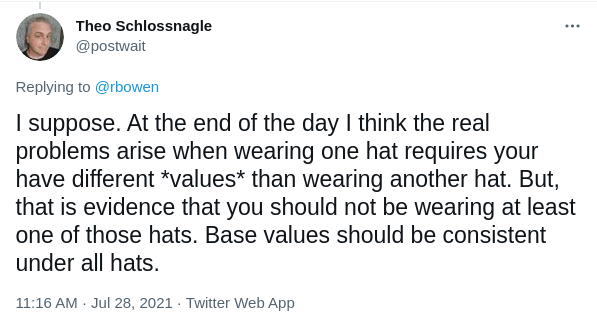 Theo Schlossnagle
@postwait
Replying to @rbowen
I suppose. At the end of the day I think the real
problems arise when wearing one hat requires your
have different *values* than wearing another hat. But,
that is evidence that you should not be wearing at least
one of those hats. Base values should be consistent
under all hats.
11:16 AM · Jul 28, 2021 · Twitter Web App